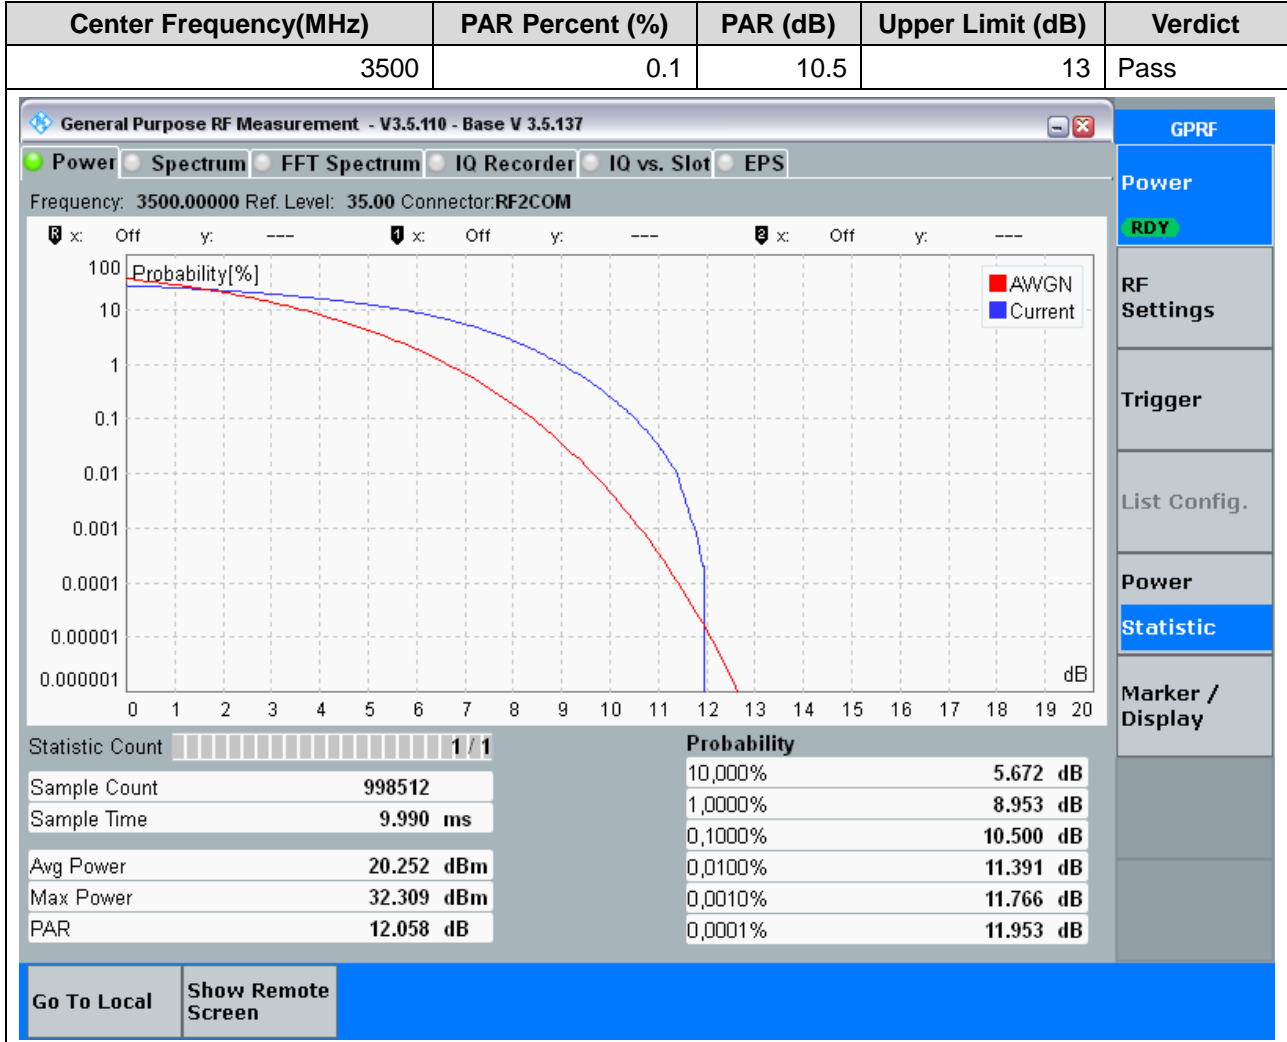 Center Frequency(MHz) PAR Percent (%) PAR (dB) Upper Limit (dB) Verdict
3500 0.1 10.5 13 Pass
General Purpose RF Measurement - V3.5.110 - Base V 3.5.137
GPRF
Power Spectrum FFT Spectrum IQ Recorder IQ vs. Slot EPS
Frequency: 3500.00000 Ref. Level: 35.00 Connector:RF2COM
R x: Off y: --- 1 x: Off y: --- 2 x: Off y: ---
Probability[%]
AWGN
Current
100
10
1
0.1
0.01
0.001
0.0001
0.00001
0.000001
dB
0 1 2 3 4 5 6 7 8 9 10 11 12 13 14 15 16 17 18 19 20
Statistic Count 1 / 1
Sample Count 998512
Sample Time 9.990 ms
Avg Power 20.252 dBm
Max Power 32.309 dBm
PAR 12.058 dB
Probability
10,000% 5.672 dB
1,0000% 8.953 dB
0,1000% 10.500 dB
0,0100% 11.391 dB
0,0010% 11.766 dB
0,0001% 11.953 dB
Power
RDY
RF
Settings
Trigger
List Config.
Power
Statistic
Marker /
Display
Go To Local
Show Remote
Screen